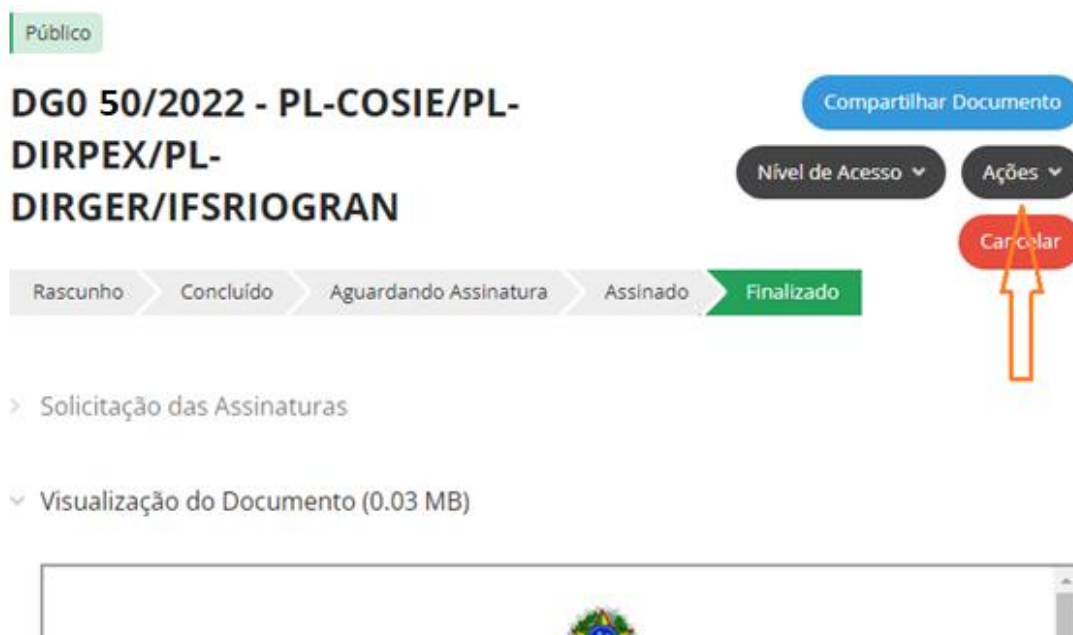 Público
DG0 50/2022 - PL-COSIE/PL-
DIRPEX/PL-
DIRGER/IFSRIOGRAN
Compartilhar Documento
Nível de Acesso
Ações
Cancelar
Rascunho
Concluído
Aguardando Assinatura
Assinado
Finalizado
Solicitação das Assinaturas
Visualização do Documento (0.03 MB)